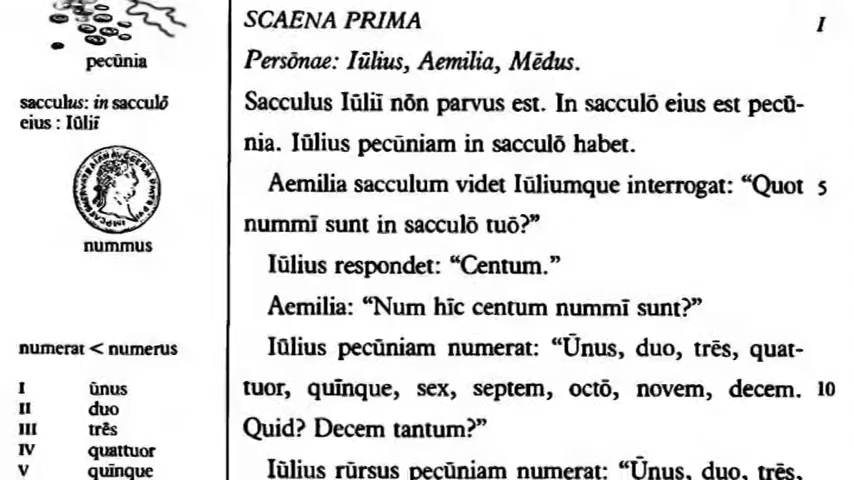 pecūnia
sacculus: in sacculō
eius : Iūliī
nummus
numerat < numerus
I ūnus
II duo
III trēs
IV quattuor
V quīnque
SCAENA PRIMA I
Persōnae: Iūlius, Aemilia, Mēdus.
Sacculus Iūliī nōn parvus est. In sacculō eius est pecū-
nia. Iūlius pecūniam in sacculō habet.
Aemilia sacculum videt Iūliumque interrogat: “Quot 5
nummī sunt in sacculō tuō?”
Iūlius respondet: “Centum.”
Aemilia: “Num hīc centum nummī sunt?”
Iūlius pecūniam numerat: “Ūnus, duo, trēs, quat-
tuor, quīnque, sex, septem, octō, novem, decem. 10
Quid? Decem tantum?”
Iūlius rūrsus pecūniam numerat: “Ūnus, duo, trēs,